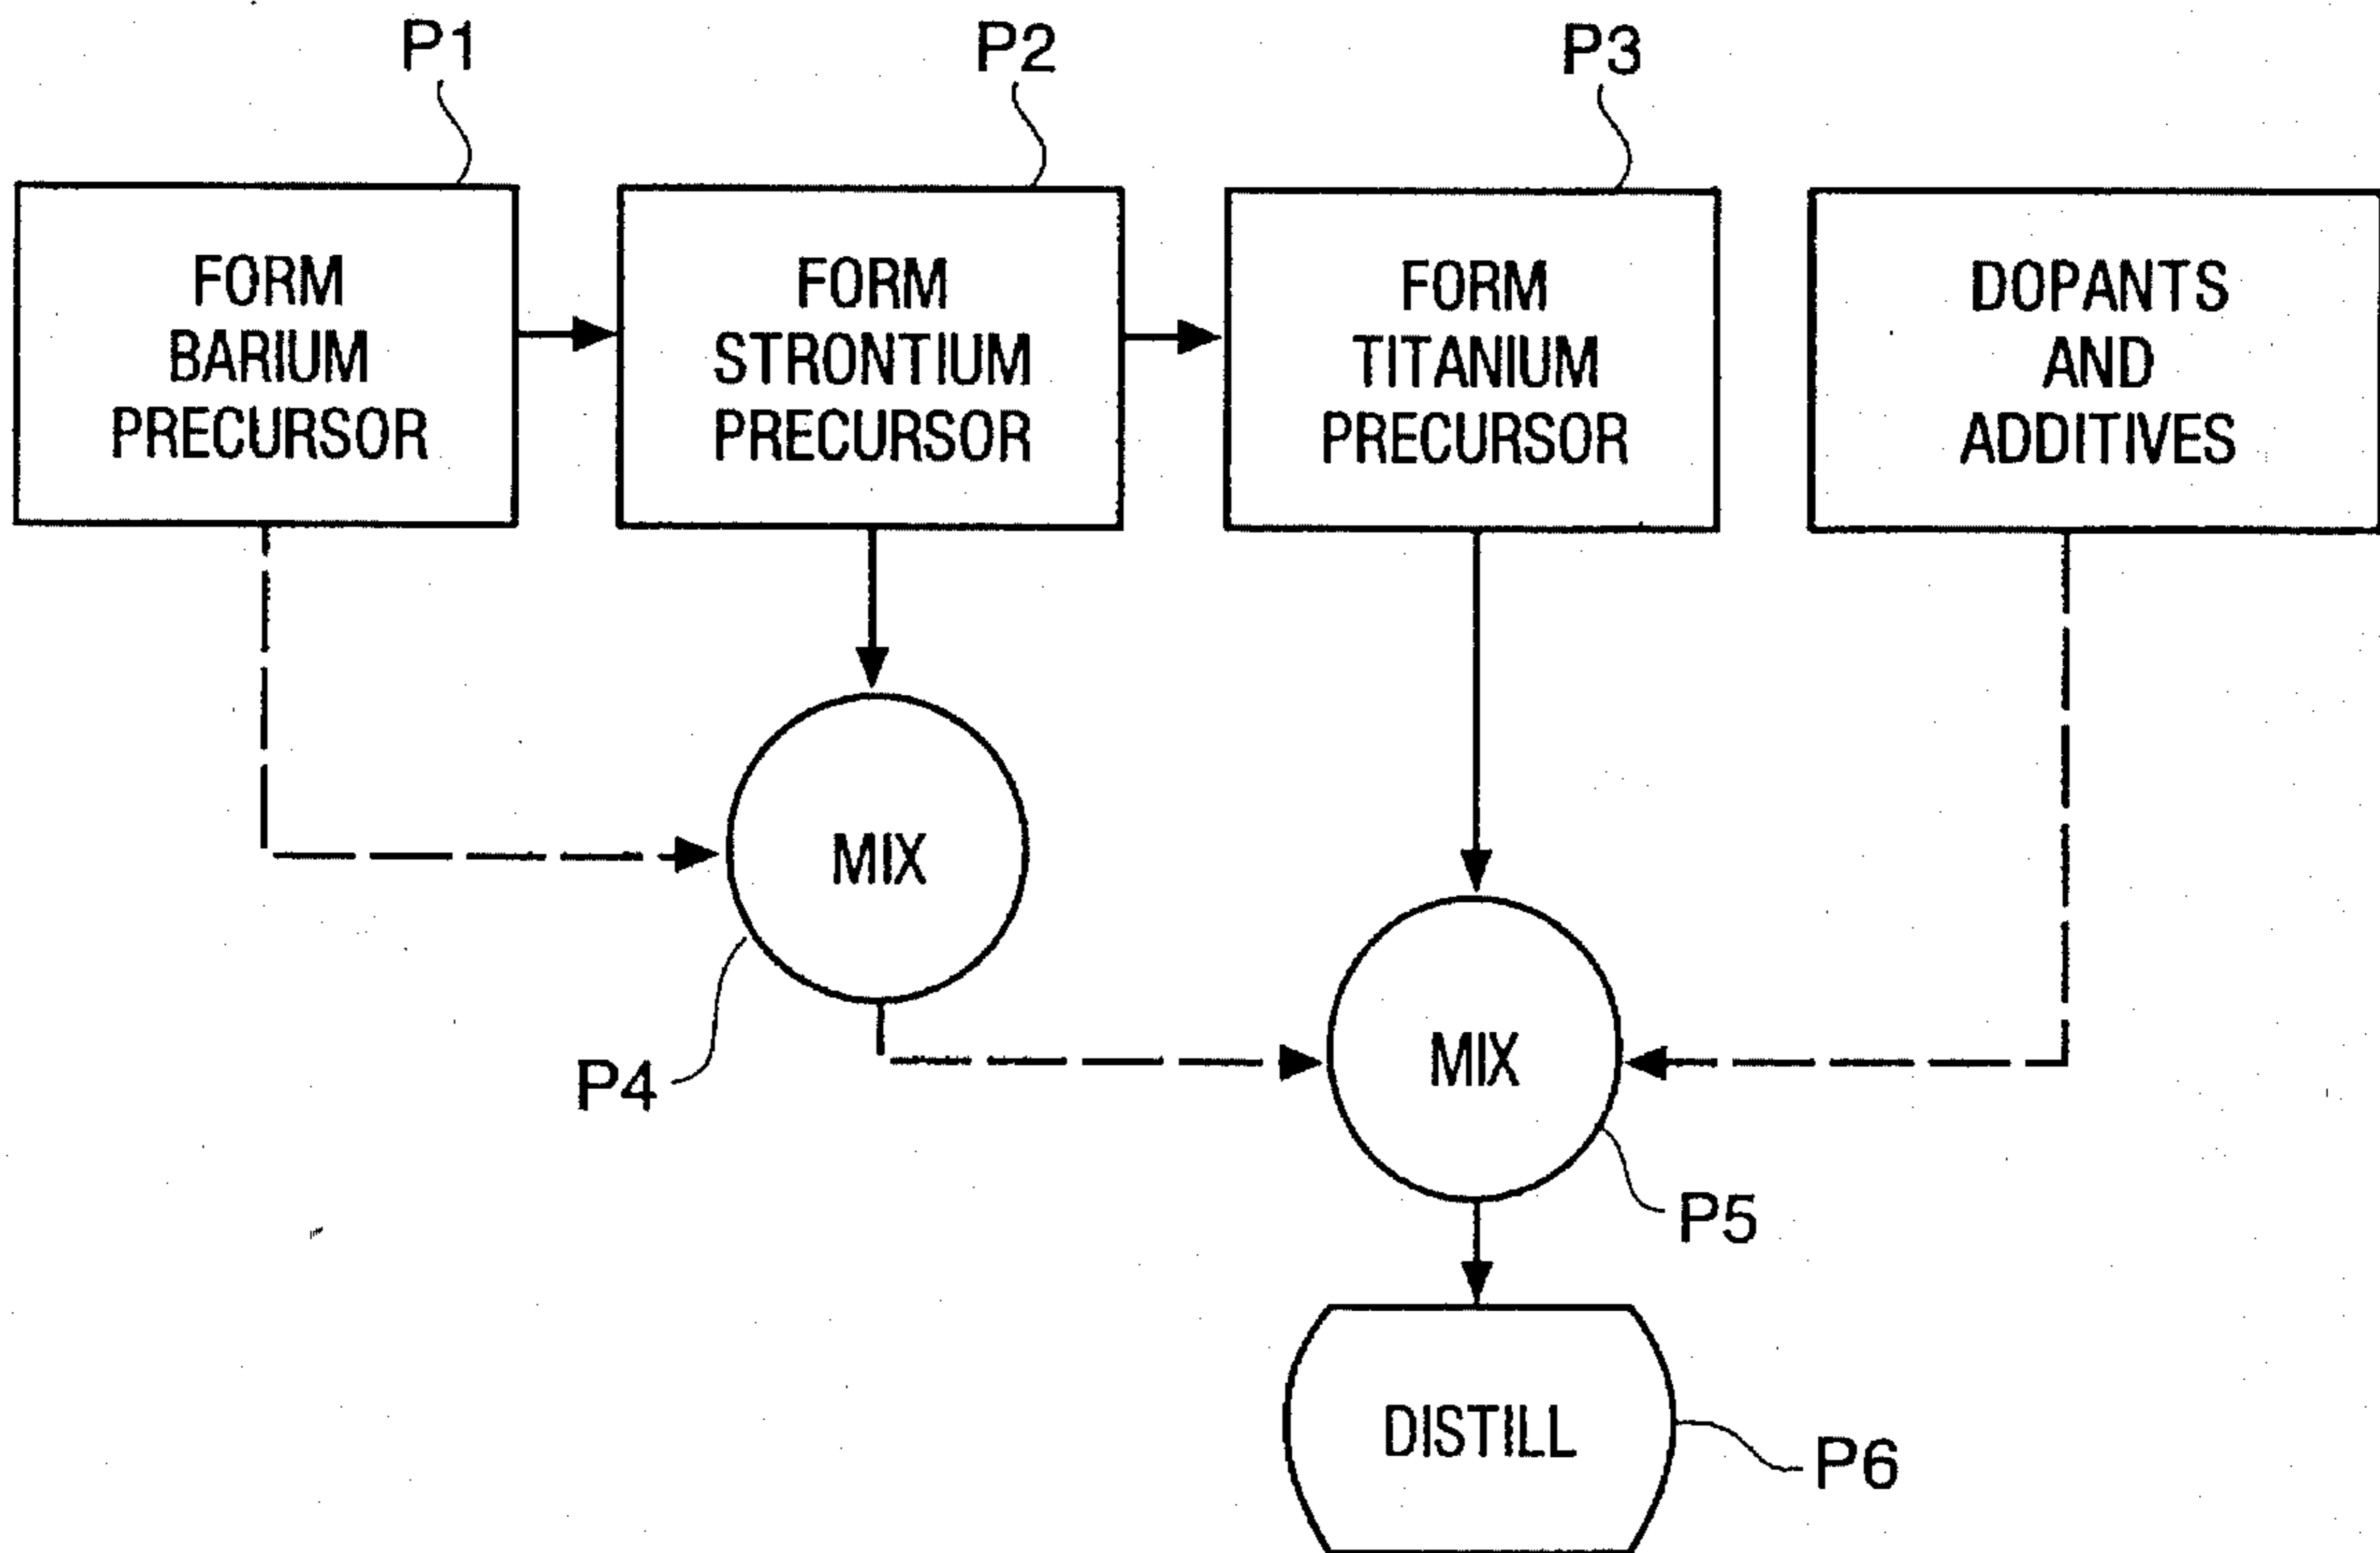 P1
P2
P3
FORM
BARIUM
PRECURSOR
FORM
STRONTIUM
PRECURSOR
FORM
TITANIUM
PRECURSOR
DOPANTS
AND
ADDITIVES
MIX
P4
MIX
P5
DISTILL
P6